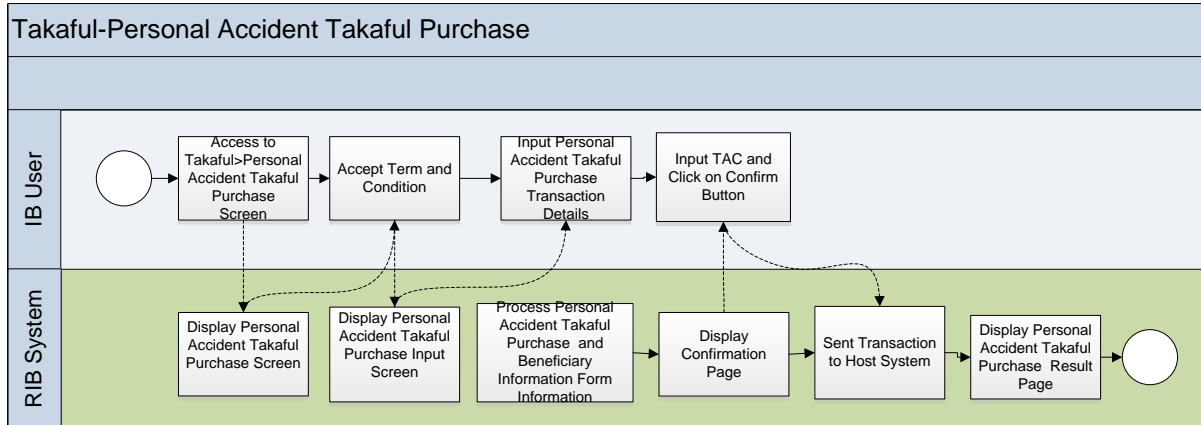 Takaful-Personal Accident Takaful Purchase
IB User
Access to
Takaful>Personal
Accident Takaful
Purchase
Screen
Accept Term and
Condition
Input Personal
Accident Takaful
Purchase
Transaction
Details
Input TAC and
Click on Confirm
Button
RIB System
Display Personal
Accident Takaful
Purchase Screen
Display Personal
Accident Takaful
Purchase Input
Screen
Process Personal
Accident Takaful
Purchase and
Beneficiary
Information Form
Information
Display
Confirmation
Page
Sent Transaction
to Host System
Display Personal
Accident Takaful
Purchase Result
Page